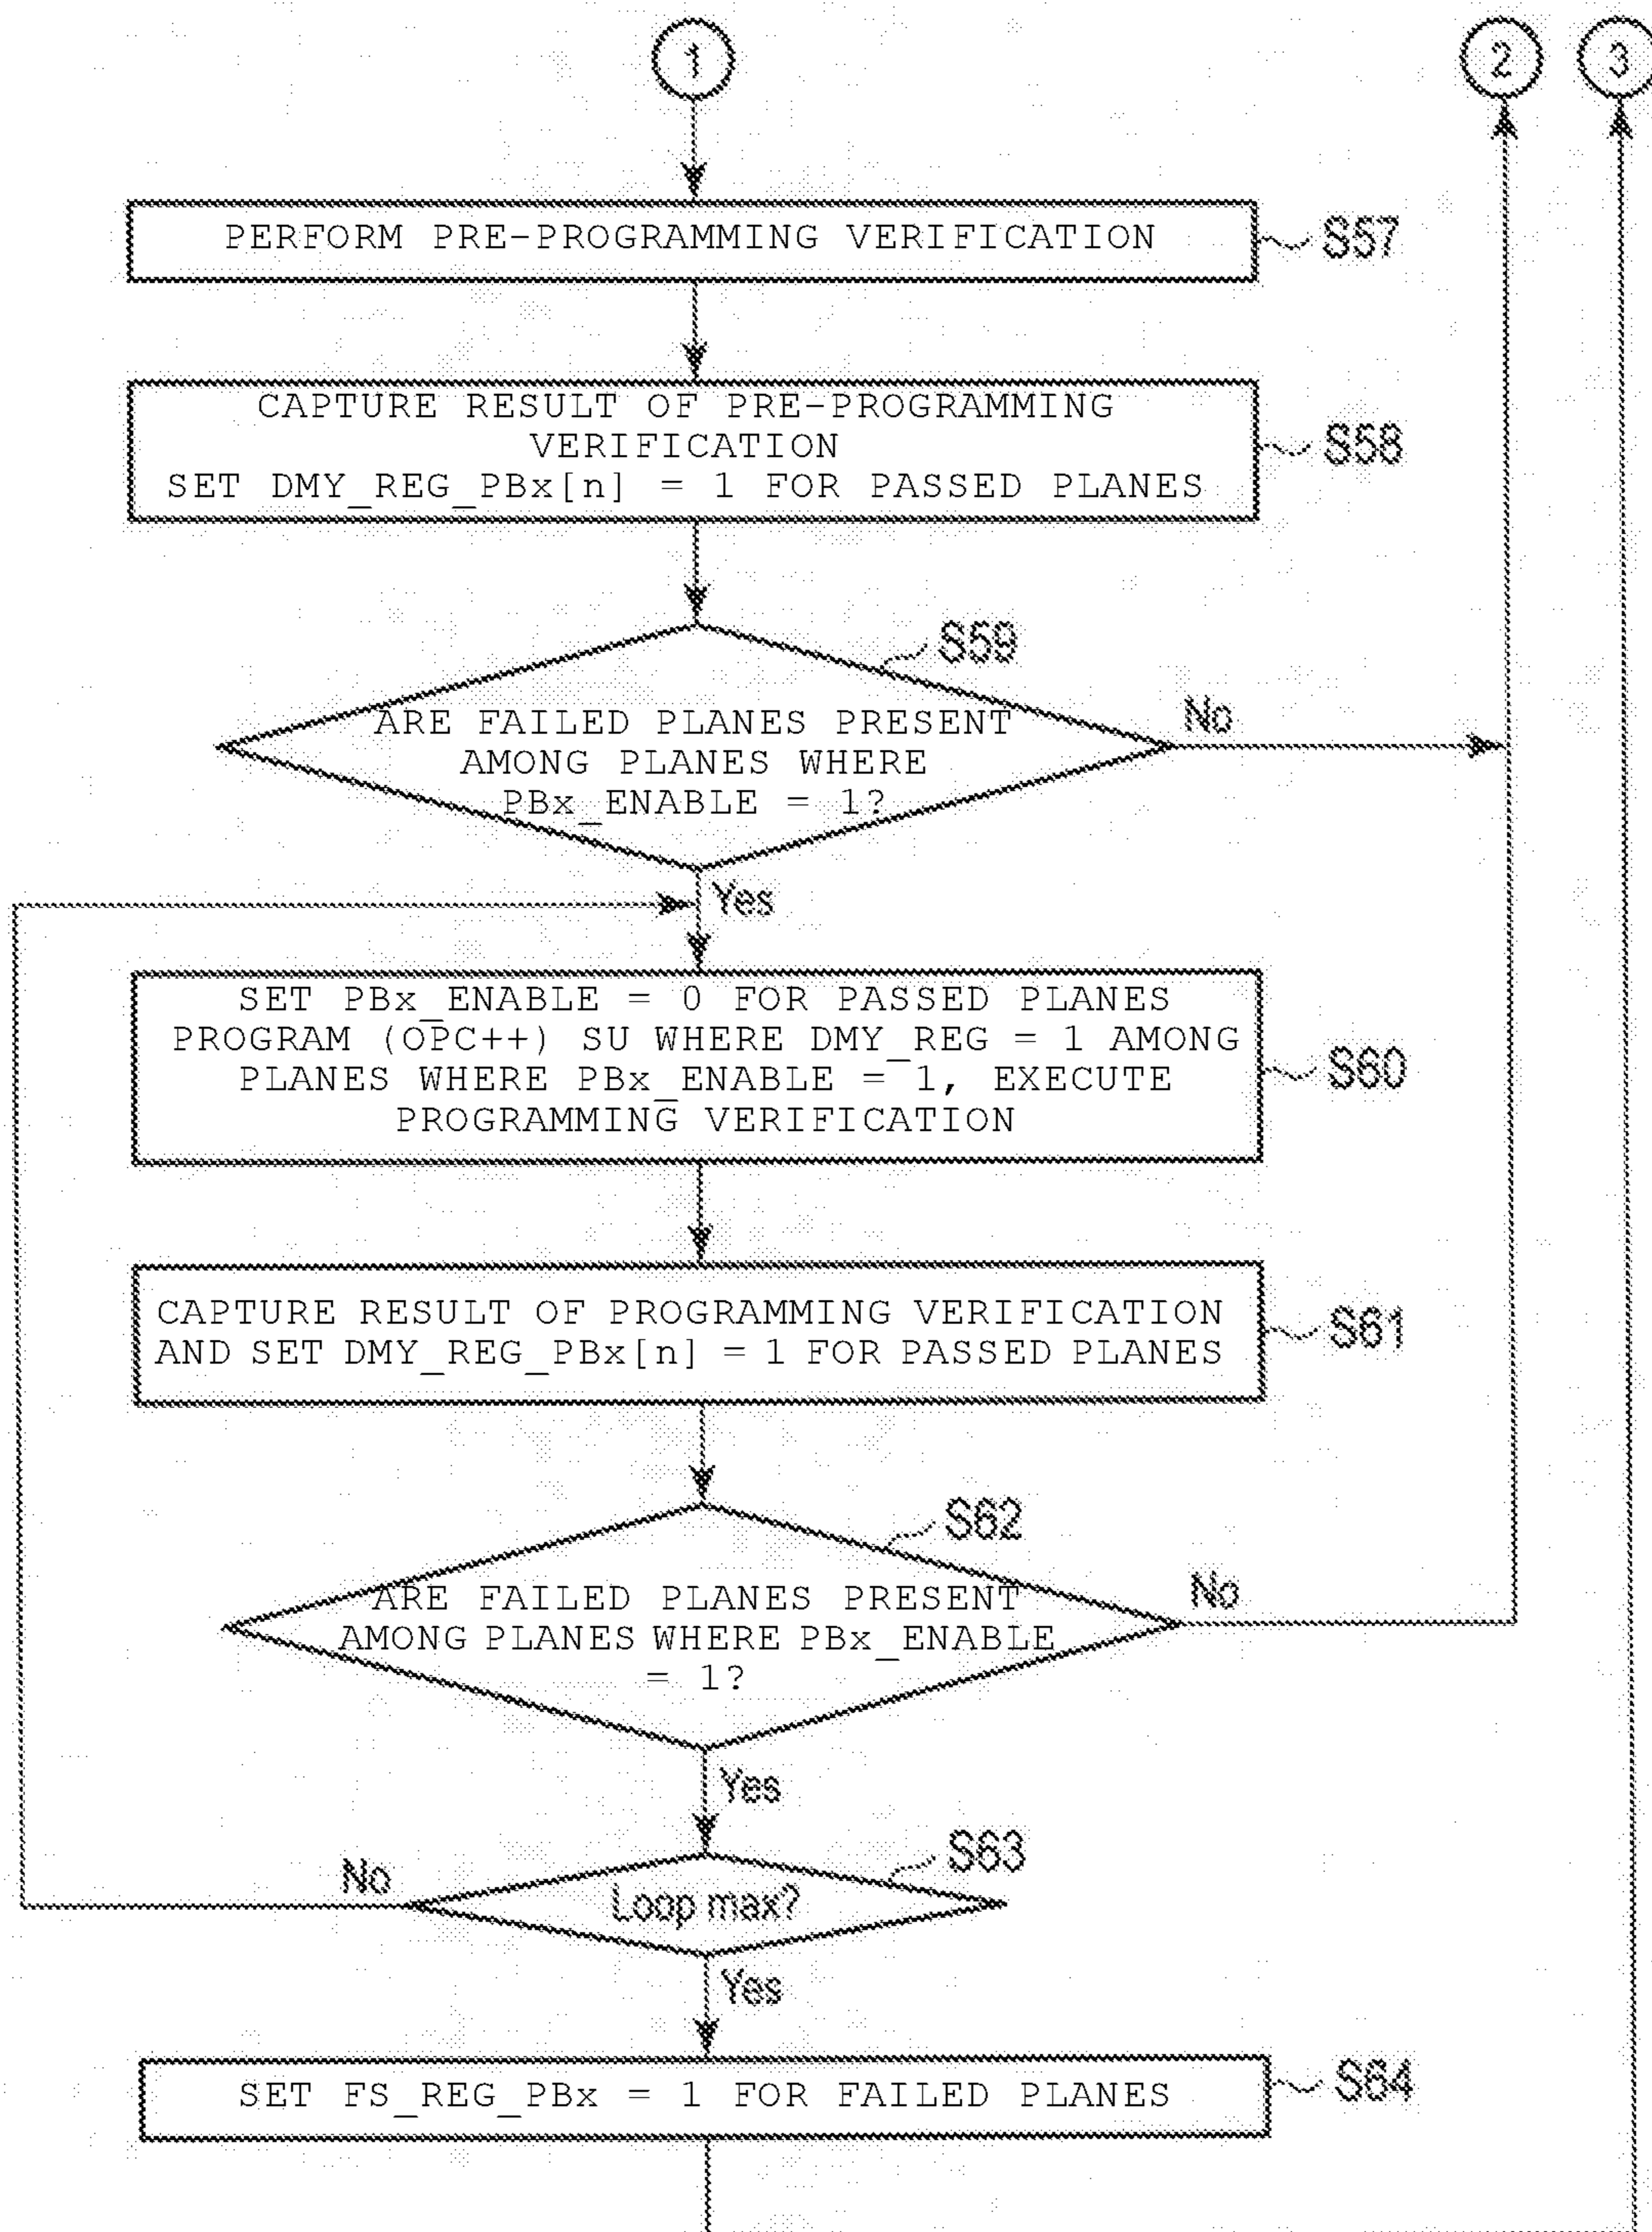 1
2
3
PERFORM PRE-PROGRAMMING VERIFICATION
S57
CAPTURE RESULT OF PRE-PROGRAMMING
VERIFICATION
SET DMY_REG_PBx[n] = 1 FOR PASSED PLANES
S58
S59
ARE FAILED PLANES PRESENT
AMONG PLANES WHERE
PBx_ENABLE = 1?
No
Yes
SET PBx_ENABLE = 0 FOR PASSED PLANES
PROGRAM (OPC++) SU WHERE DMY_REG = 1 AMONG
PLANES WHERE PBx_ENABLE = 1, EXECUTE
PROGRAMMING VERIFICATION
S60
CAPTURE RESULT OF PROGRAMMING VERIFICATION
AND SET DMY_REG_PBx[n] = 1 FOR PASSED PLANES
S61
S62
ARE FAILED PLANES PRESENT
AMONG PLANES WHERE PBx_ENABLE
= 1?
No
Yes
S63
Loop max?
No
Yes
SET FS_REG_PBx = 1 FOR FAILED PLANES
S64